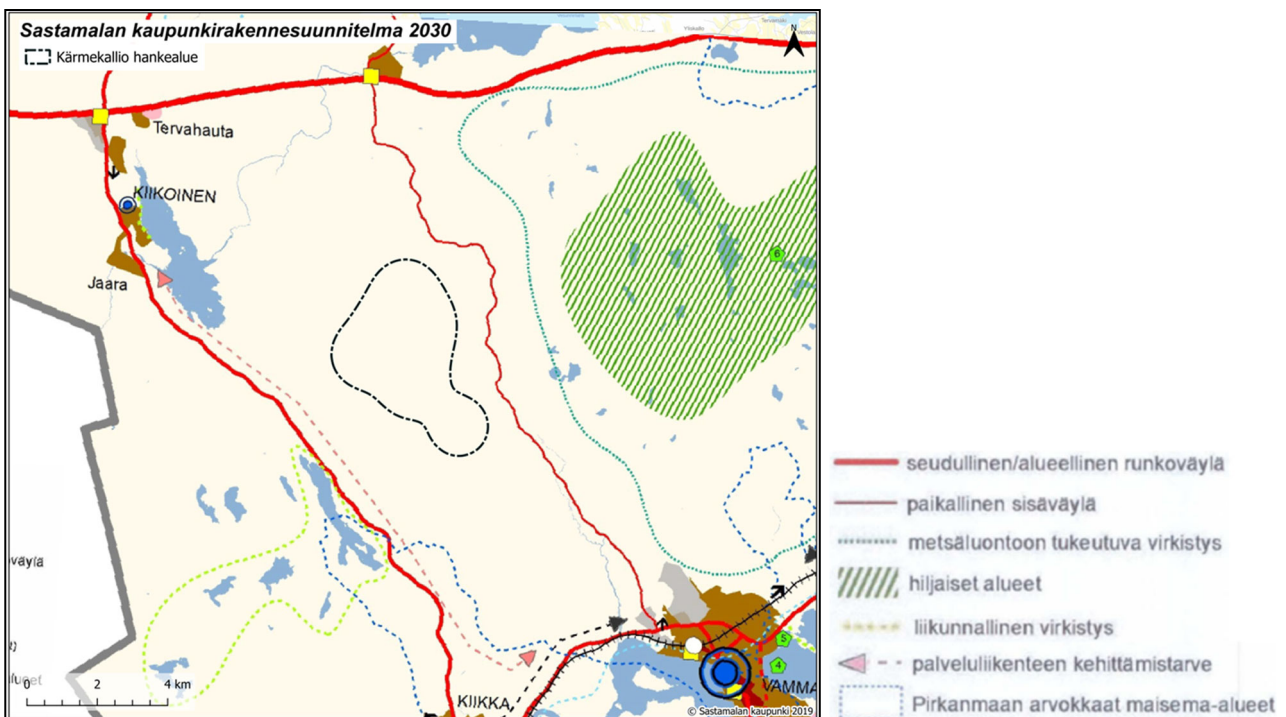 Sastamalan kaupunkirakennesuunnitelma 2030
Kärmekallio hankealue
N
Tervahauta
KIIKOINEN
Jaara
6
5
4
KIIKKA
VAMMA
0 2 4 km
© Sastamalan kaupunki 2019
seudullinen/alueellinen runkoväylä
paikallinen sisäväylä
metsäluontoon tukeutuva virkistys
hiljaiset alueet
liikunnallinen virkistys
palveluliikenteen kehittämistarve
Pirkanmaan arvokkaat maisema-alueet